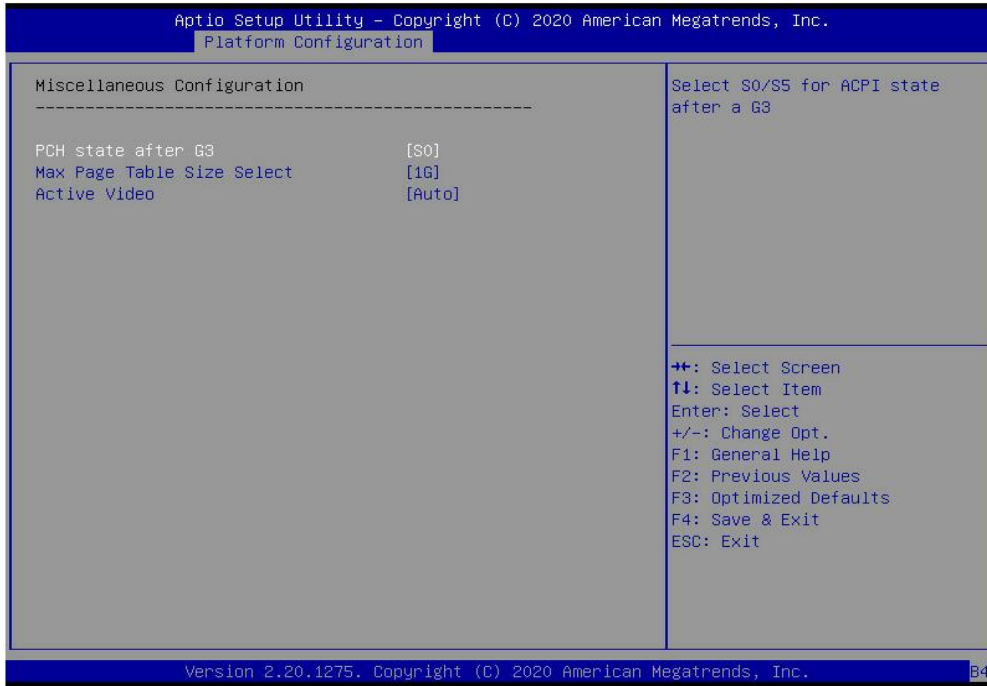 Aptio Setup Utility – Copyright (C) 2020 American Megatrends, Inc.
Platform Configuration
Miscellaneous Configuration
--------------------------------------------------
PCH state after G3 [S0]
Max Page Table Size Select [1G]
Active Video [Auto]
Select S0/S5 for ACPI state
after a G3
→←: Select Screen
↑↓: Select Item
Enter: Select
+/-: Change Opt.
F1: General Help
F2: Previous Values
F3: Optimized Defaults
F4: Save & Exit
ESC: Exit
Version 2.20.1275. Copyright (C) 2020 American Megatrends, Inc.
B4